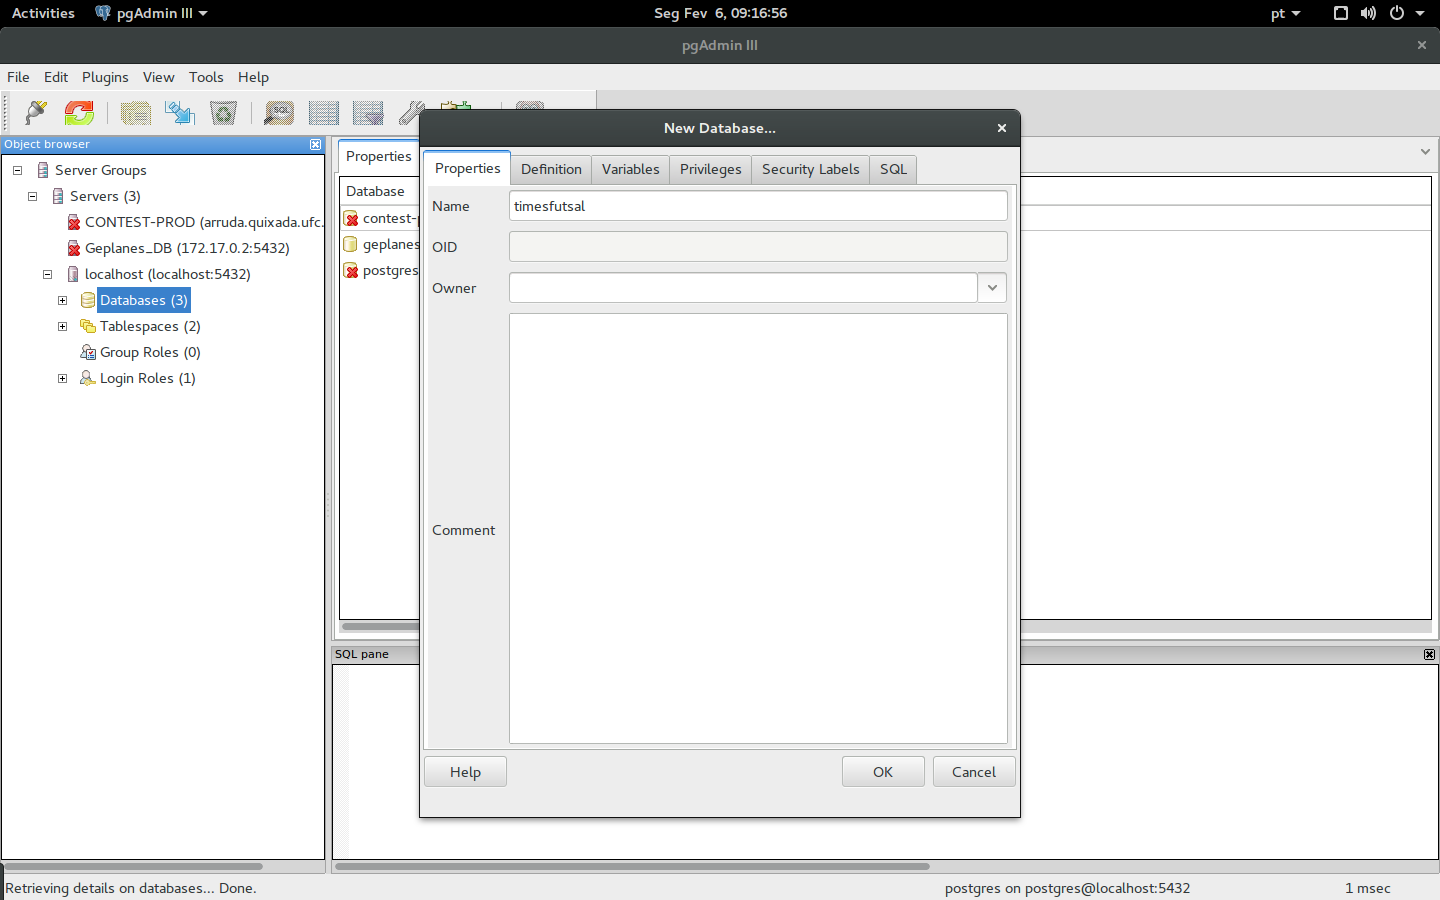 Activities pgAdmin III Seg Fev 6, 09:16:56 pt
pgAdmin III
File Edit Plugins View Tools Help
SQL
Object browser
Server Groups
Servers (3)
CONTEST-PROD (arruda.quixada.ufc.
Geplanes_DB (172.17.0.2:5432)
localhost (localhost:5432)
Databases (3)
Tablespaces (2)
Group Roles (0)
Login Roles (1)
Properties
Database
contest-
geplanes
postgres
New Database...
Properties Definition Variables Privileges Security Labels SQL
Name timesfutsal
OID
Owner
Comment
Help OK Cancel
SQL pane
Retrieving details on databases... Done. postgres on postgres@localhost:5432 1 msec